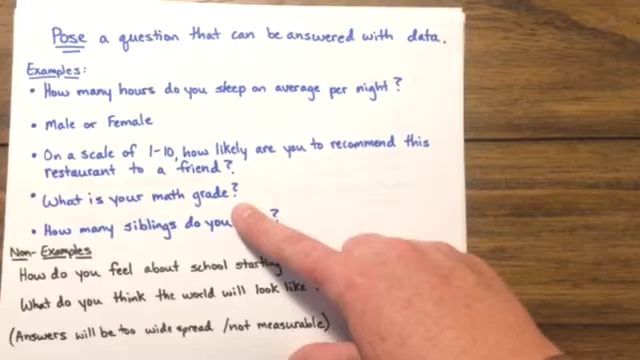 Pose a question that can be answered with data.
Examples:
• How many hours do you sleep on average per night?
• Male or Female
• On a scale of 1-10, how likely are you to recommend this
restaurant to a friend?
• What is your math grade?
• How many siblings do you ?
Non-Examples
How do you feel about school starting
What do you think the world will look like
(Answers will be too wide spread / not measurable)